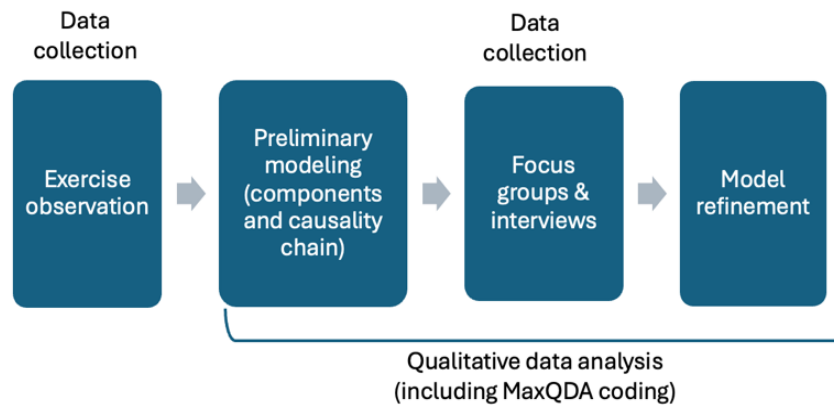 Data
collection
Data
collection
Exercise
observation
Preliminary
modeling
(components
and causality
chain)
Focus
groups &
interviews
Model
refinement
Qualitative data analysis
(including MaxQDA coding)